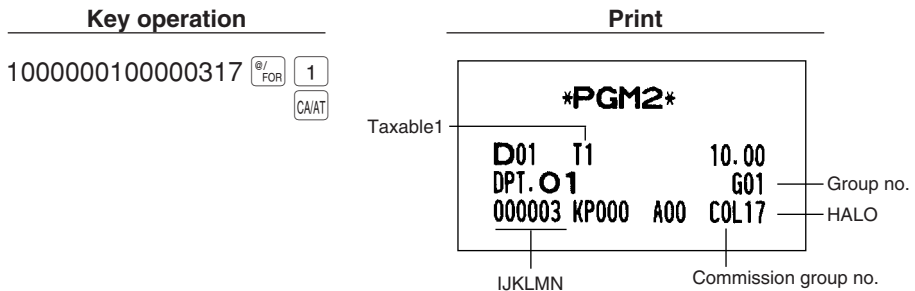 Key operation
Print
1000000100000317 @/FOR 1
CA/AT
*PGM2*
Taxable1
D01 T1 10.00
DPT.01 G01
Group no.
000003 KP000 A00 C0L17
HALO
IJKLMN
Commission group no.